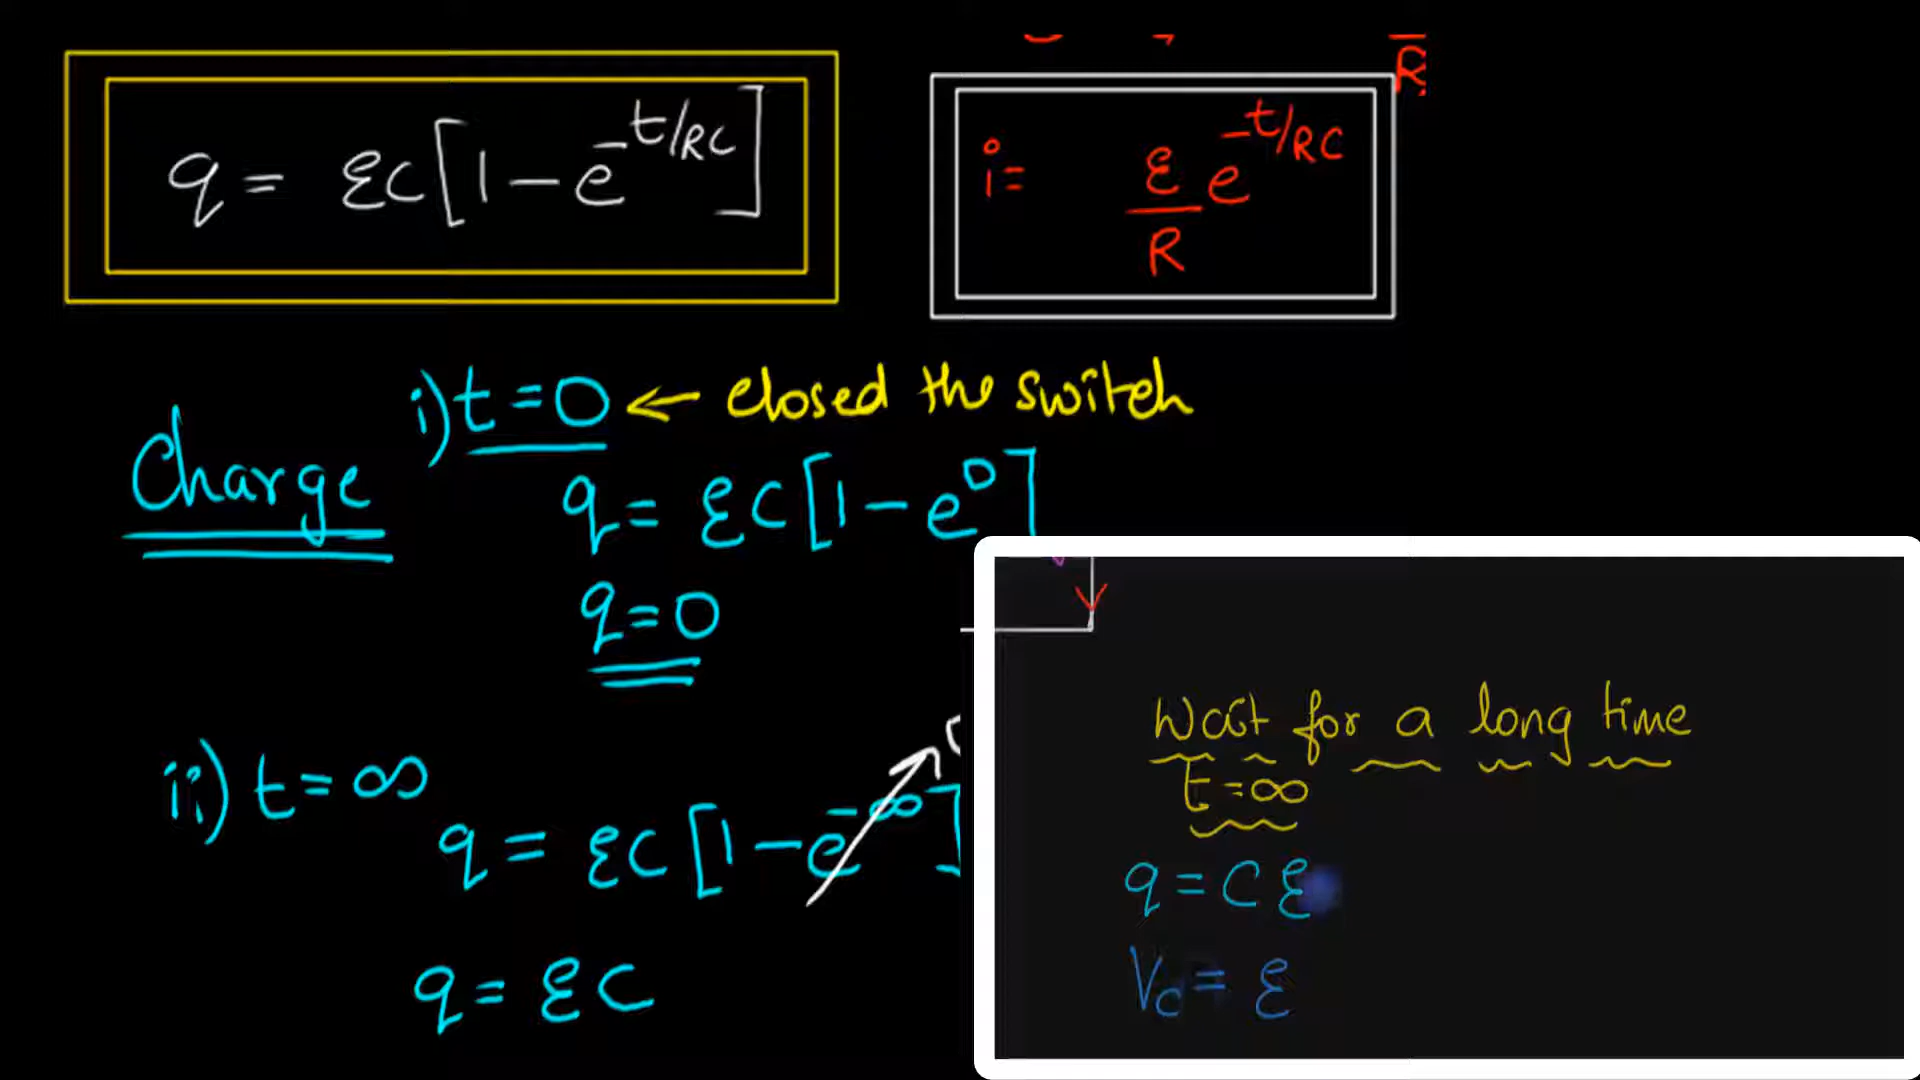 q = εC[1 - e^{-t/RC}]
i = ε/R e^{-t/RC}
R
Charge
i) t = 0 ← closed the switch
q = εC[1 - e^0]
q = 0
ii) t = ∞
q = εC[1 - e^{-∞}]
q = εC
Wait for a long time
t = ∞
q = Cε
Vc = ε